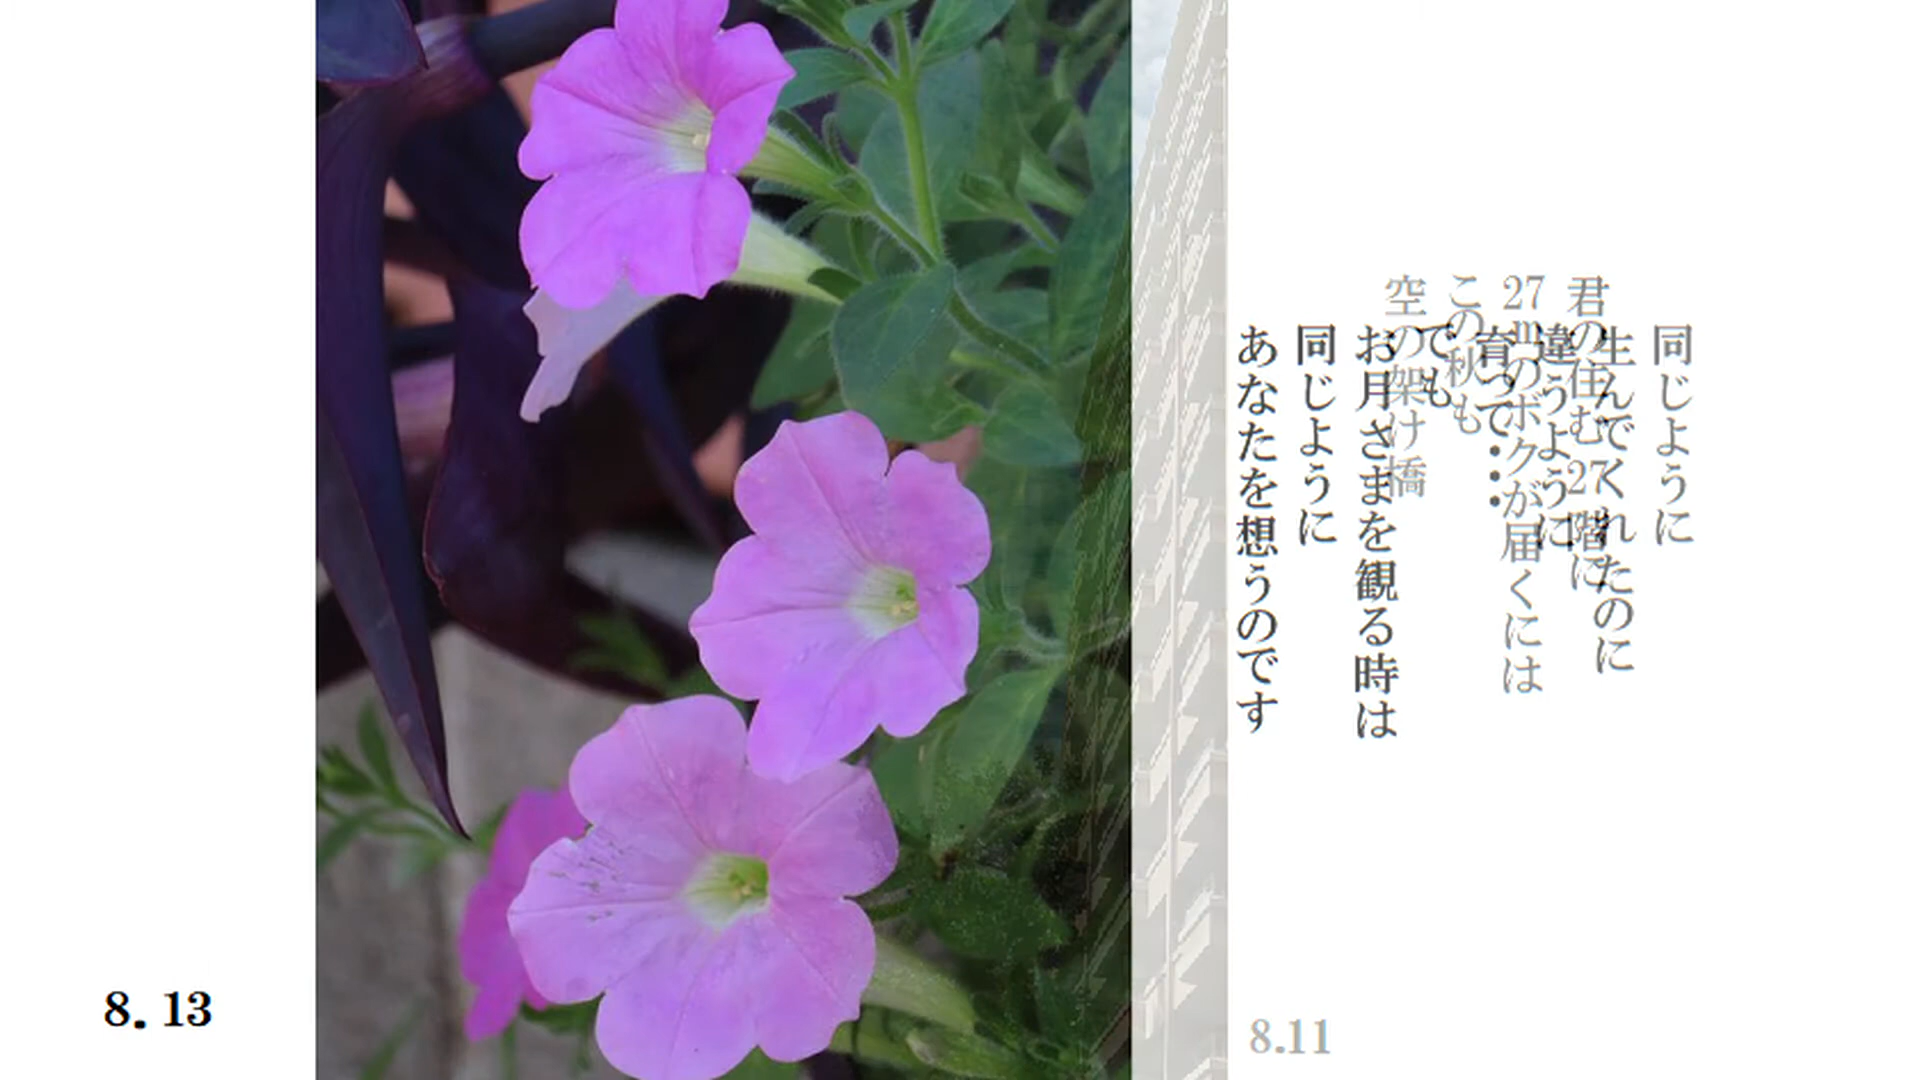 同じように
生んでくれたのに
違うように
育って・・・
でも
お月さまを観る時は
同じように
あなたを想うのです
君の住む27階に
27mのボクが届くには
この秋も
空の架け橋
8.13
8.11